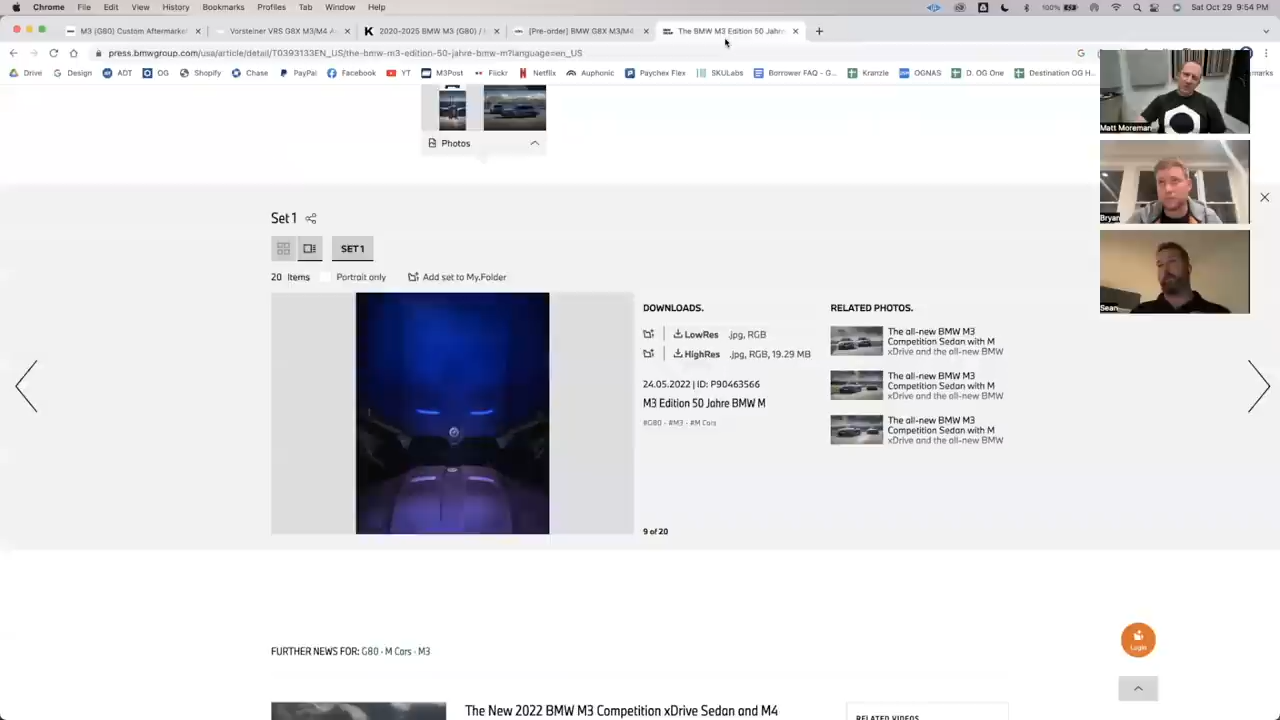 Chrome File Edit View History Bookmarks Profiles Tab Window Help Sat Oct 29 9:54 PM
M3 (G80) Custom Aftermarket
Vorsteiner VRS G8X M3/M4 A
2020-2025 BMW M3 (G80) /
[Pre-order] BMW G8X M3/M4
The BMW M3 Edition 50 Jahre
press.bmwgroup.com/usa/article/detail/T0393133EN_US/the-bmw-m3-edition-50-jahre-bmw-m?language=en_US
Drive Design ADT OG Shopify Chase PayPal Facebook YT M3Post Flickr Netflix Auphonic Paychex Flex SKULabs Borrower FAQ - G... Kranzle OGNAS D. OG One Destination OG H...
Photos
Matt Moreman
Bryan
Sean
Set 1
SET 1
20 Items Portrait only Add set to My.Folder
DOWNLOADS.
LowRes .jpg, RGB
HighRes .jpg, RGB, 19.29 MB
24.05.2022 | ID: P90463566
M3 Edition 50 Jahre BMW M
#G80 · #M3 · #M Cars
9 of 20
RELATED PHOTOS.
The all-new BMW M3
Competition Sedan with M
xDrive and the all-new BMW
The all-new BMW M3
Competition Sedan with M
xDrive and the all-new BMW
The all-new BMW M3
Competition Sedan with M
xDrive and the all-new BMW
Login
FURTHER NEWS FOR: G80 · M Cars · M3
The New 2022 BMW M3 Competition xDrive Sedan and M4
RELATED VIDEOS